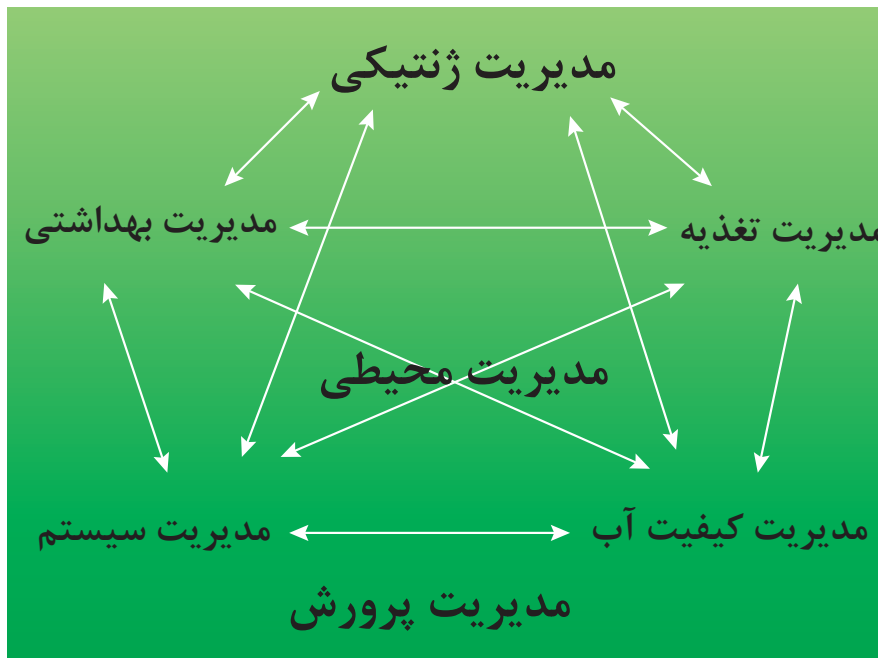 مدیریت ژنتیکی
مدیریت تغذیه
مدیریت بهداشتی
مدیریت محیطی
مدیریت کیفیت آب
مدیریت سیستم
مدیریت پرورش